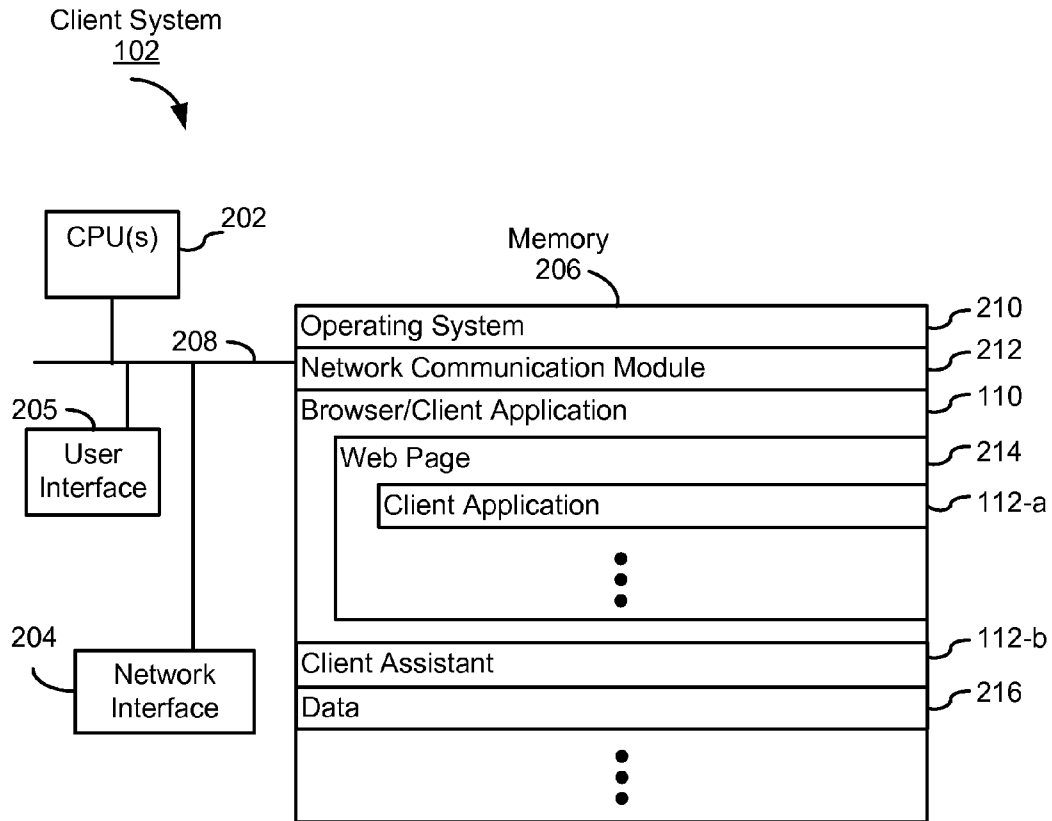 Client System
102
CPU(s)
202
Memory
206
Operating System
210
208
Network Communication Module
212
Browser/Client Application
110
205
User
Interface
Web Page
214
Client Application
112-a
204
Network
Interface
Client Assistant
112-b
Data
216